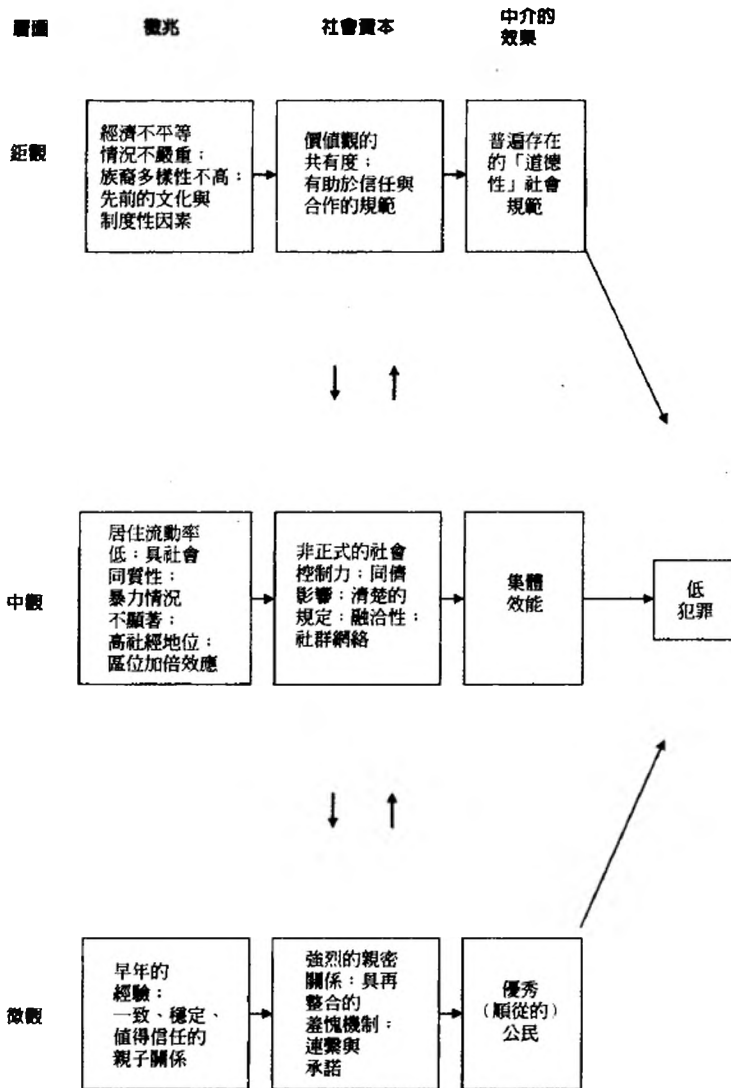 層面
徵兆
社會資本
中介的
效果
鉅觀
經濟不平等
情況不嚴重；
族裔多樣性不高；
先前的文化與
制度性因素
價值觀的
共有度；
有助於信任與
合作的規範
普遍存在
的「道德
性」社會
規範
中觀
居住流動率
低；具社會
同質性；
暴力情況
不顯著；
高社經地位；
區位加倍效應
非正式的社會
控制力；同儕
影響；清楚的
規定；融洽性；
社群網絡
集體
效能
低
犯罪
微觀
早年的
經驗：
一致、穩定、
值得信任的
親子關係
強烈的親密
關係；具再
整合的
羞愧機制；
連繫與
承諾
優秀
（順從的）
公民